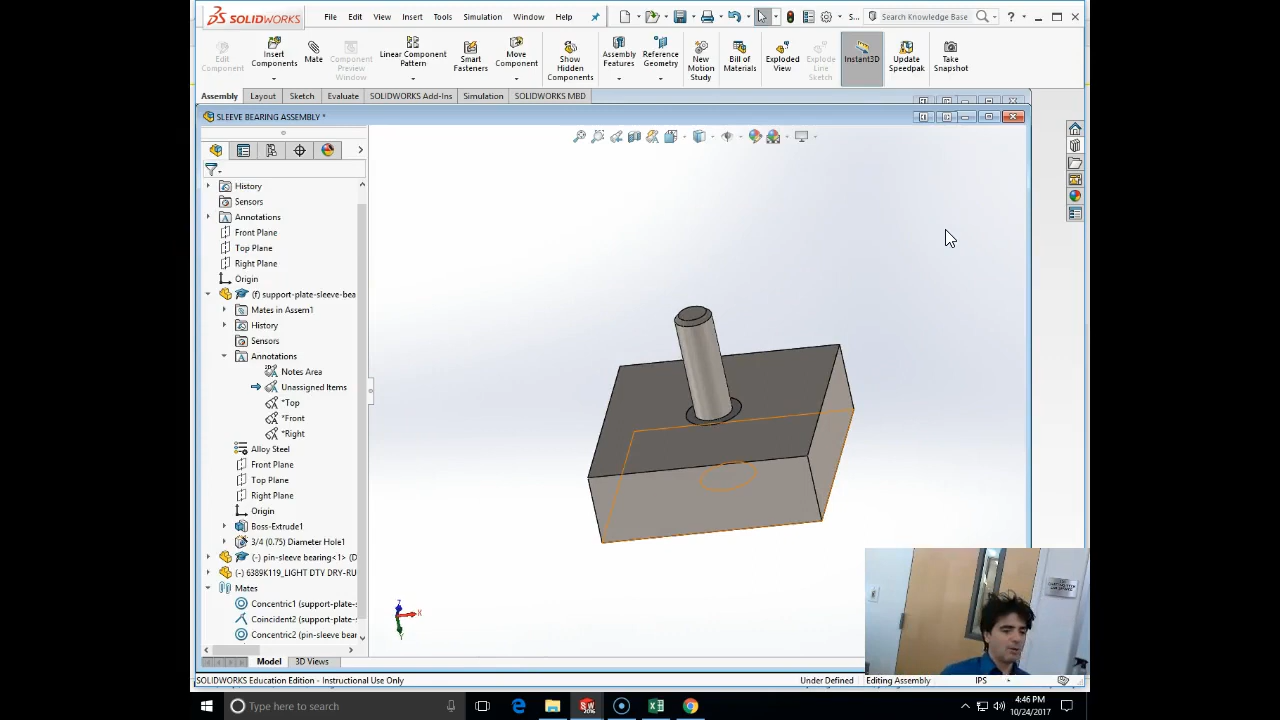 SOLIDWORKS File Edit View Insert Tools Simulation Window Help S... Search Knowledge Base ?
Edit Component
Insert Components
Mate
Component Preview Window
Linear Component Pattern
Smart Fasteners
Move Component
Show Hidden Components
Assembly Features
Reference Geometry
New Motion Study
Bill of Materials
Exploded View
Explode Line Sketch
Instant3D
Update Speedpak
Take Snapshot
Assembly Layout Sketch Evaluate SOLIDWORKS Add-Ins Simulation SOLIDWORKS MBD
SLEEVE BEARING ASSEMBLY *
History
Sensors
Annotations
Front Plane
Top Plane
Right Plane
Origin
(f) support-plate-sleeve-bea
Mates in Assem1
History
Sensors
Annotations
Notes Area
Unassigned Items
*Top
*Front
*Right
Alloy Steel
Front Plane
Top Plane
Right Plane
Origin
Boss-Extrude1
3/4 (0.75) Diameter Hole1
(-) pin-sleeve bearing<1> (D
(-) 6389K119_LIGHT DTY DRY-RU
Mates
Concentric1 (support-plate-s
Coincident2 (support-plate-s
Concentric2 (pin-sleeve bear
Z
X
Y
Model 3D Views
SOLIDWORKS Education Edition - Instructional Use Only Under Defined Editing Assembly IPS
Type here to search
4:46 PM
10/24/2017